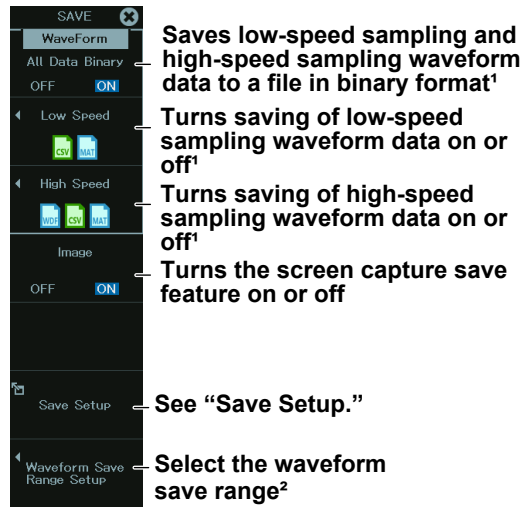 SAVE
WaveForm
All Data Binary
OFF ON
Saves low-speed sampling and
high-speed sampling waveform
data to a file in binary format¹
Low Speed
CSV MAT
Turns saving of low-speed
sampling waveform data on or
off¹
High Speed
WDF CSV MAT
Turns saving of high-speed
sampling waveform data on or
off¹
Image
OFF ON
Turns the screen capture save
feature on or off
Save Setup
See “Save Setup.”
Waveform Save
Range Setup
Select the waveform
save range²